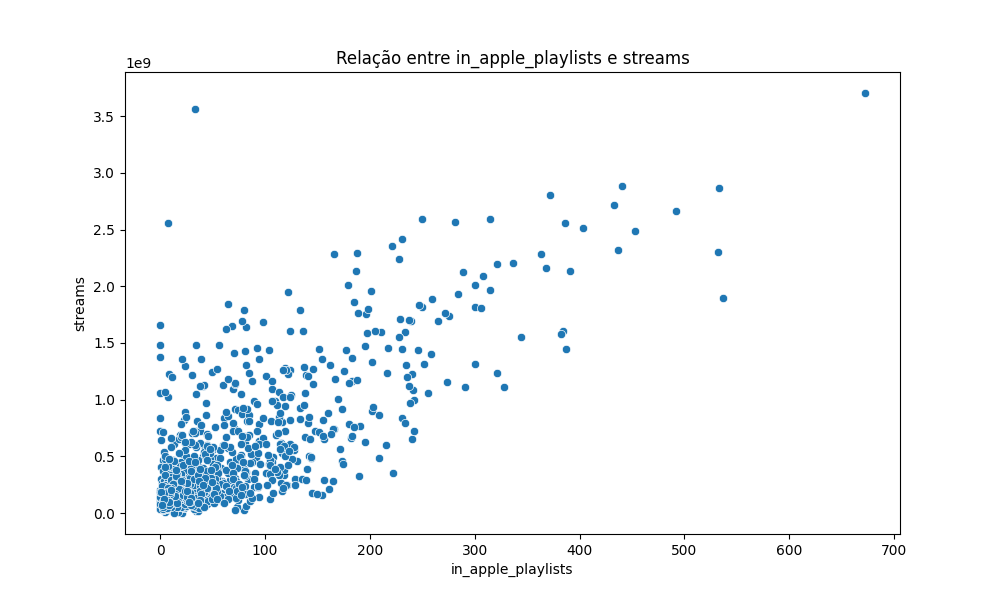 Relação entre in_apple_playlists e streams
1e9
3.5
3.0
2.5
2.0
1.5
1.0
0.5
0.0
streams
0 100 200 300 400 500 600 700
in_apple_playlists